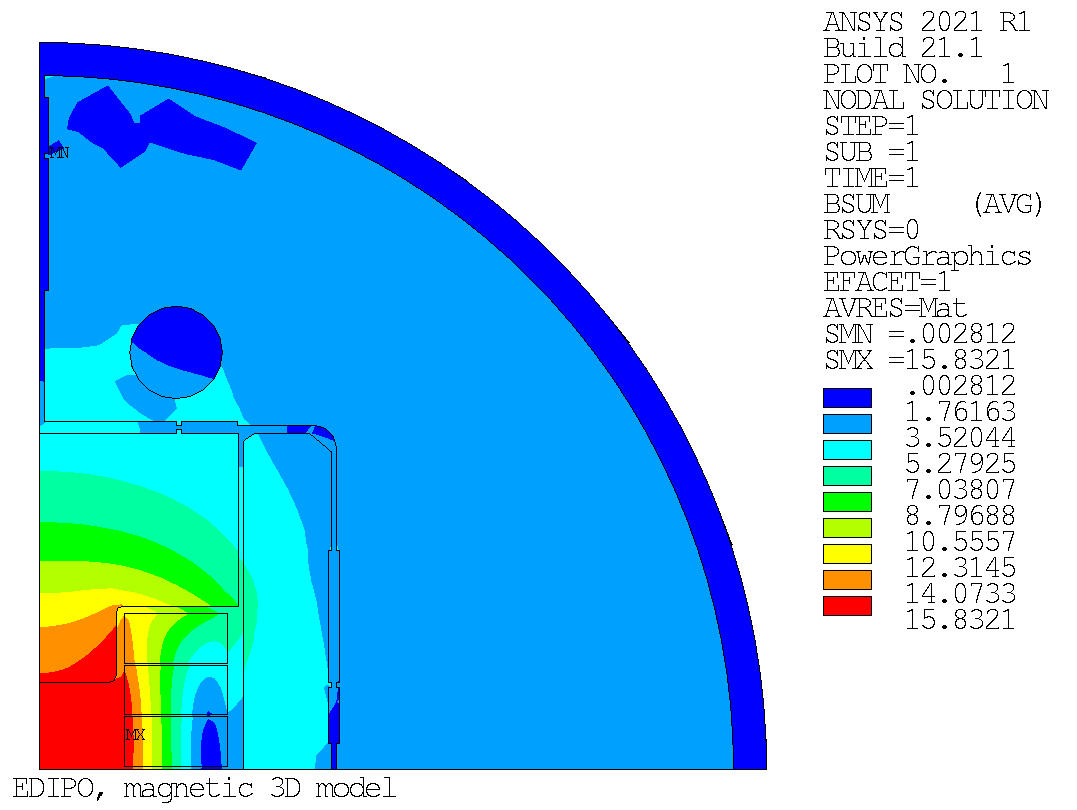 ANSYS 2021 R1
Build 21.1
PLOT NO. 1
NODAL SOLUTION
STEP=1
SUB =1
TIME=1
BSUM (AVG)
RSYS=0
PowerGraphics
EFACET=1
AVRES=Mat
SMN =.002812
SMX =15.8321
.002812
1.76163
3.52044
5.27925
7.03807
8.79688
10.5557
12.3145
14.0733
15.8321
MN
MX
EDIPO, magnetic 3D model